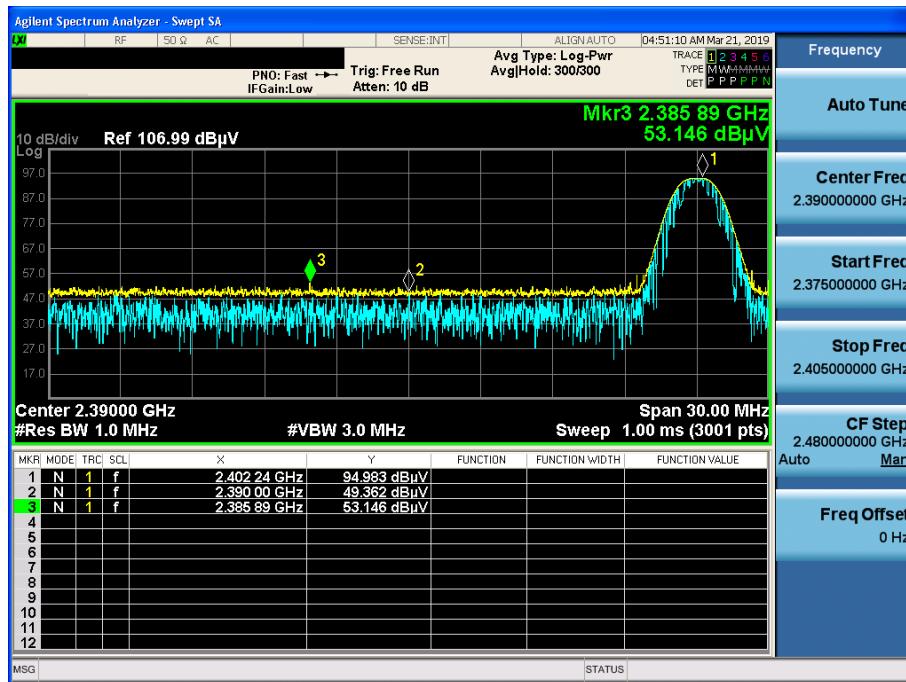 Agilent Spectrum Analyzer - Swept SA
LXI RF 50 Ω AC SENSE:INT ALIGN AUTO 04:51:10 AM Mar 21, 2019
Frequency
PNO: Fast Trig: Free Run Avg Type: Log-Pwr TRACE 1 2 3 4 5 6
IFGain:Low Atten: 10 dB Avg|Hold: 300/300 TYPE M W M M M M W
DET P P P P P N
Auto Tune
Mkr3 2.385 89 GHz
10 dB/div Ref 106.99 dBµV 53.146 dBµV
Log
97.0
87.0
77.0
67.0
57.0
47.0
37.0
27.0
17.0
1
2
3
Center Freq
2.390000000 GHz
Start Freq
2.375000000 GHz
Stop Freq
2.405000000 GHz
Center 2.39000 GHz Span 30.00 MHz
#Res BW 1.0 MHz #VBW 3.0 MHz Sweep 1.00 ms (3001 pts)
CF Step
2.480000000 GHz
Auto Man
MKR MODE TRC SCL X Y FUNCTION FUNCTION WIDTH FUNCTION VALUE
1 N 1 f 2.402 24 GHz 94.983 dBµV
2 N 1 f 2.390 00 GHz 49.362 dBµV
3 N 1 f 2.385 89 GHz 53.146 dBµV
4
5
6
7
8
9
10
11
12
Freq Offset
0 Hz
MSG STATUS